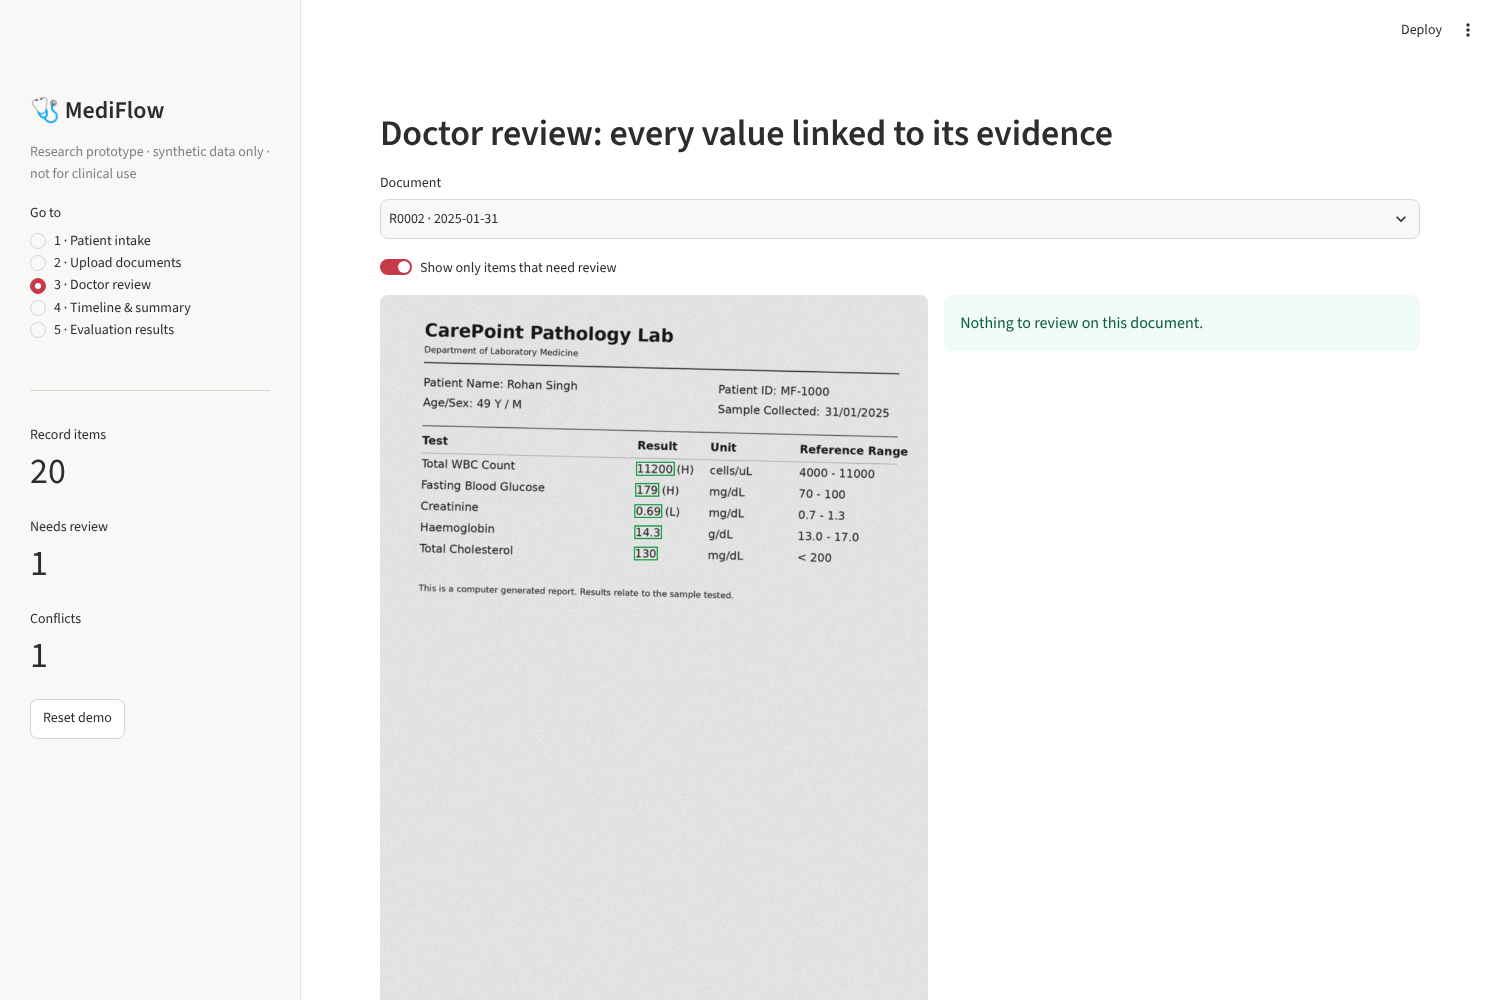 Deploy
🩺 MediFlow
Research prototype · synthetic data only ·
not for clinical use
Go to
1 · Patient intake
2 · Upload documents
3 · Doctor review
4 · Timeline & summary
5 · Evaluation results
Record items
20
Needs review
1
Conflicts
1
Reset demo
Doctor review: every value linked to its evidence
Document
R0002 · 2025-01-31
Show only items that need review
CarePoint Pathology Lab
Department of Laboratory Medicine
Patient Name: Rohan Singh Patient ID: MF-1000
Age/Sex: 49 Y / M Sample Collected: 31/01/2025
Test Result Unit Reference Range
Total WBC Count 11200 (H) cells/uL 4000 - 11000
Fasting Blood Glucose 179 (H) mg/dL 70 - 100
Creatinine 0.69 (L) mg/dL 0.7 - 1.3
Haemoglobin 14.3 g/dL 13.0 - 17.0
Total Cholesterol 130 mg/dL < 200
This is a computer generated report. Results relate to the sample tested.
Nothing to review on this document.